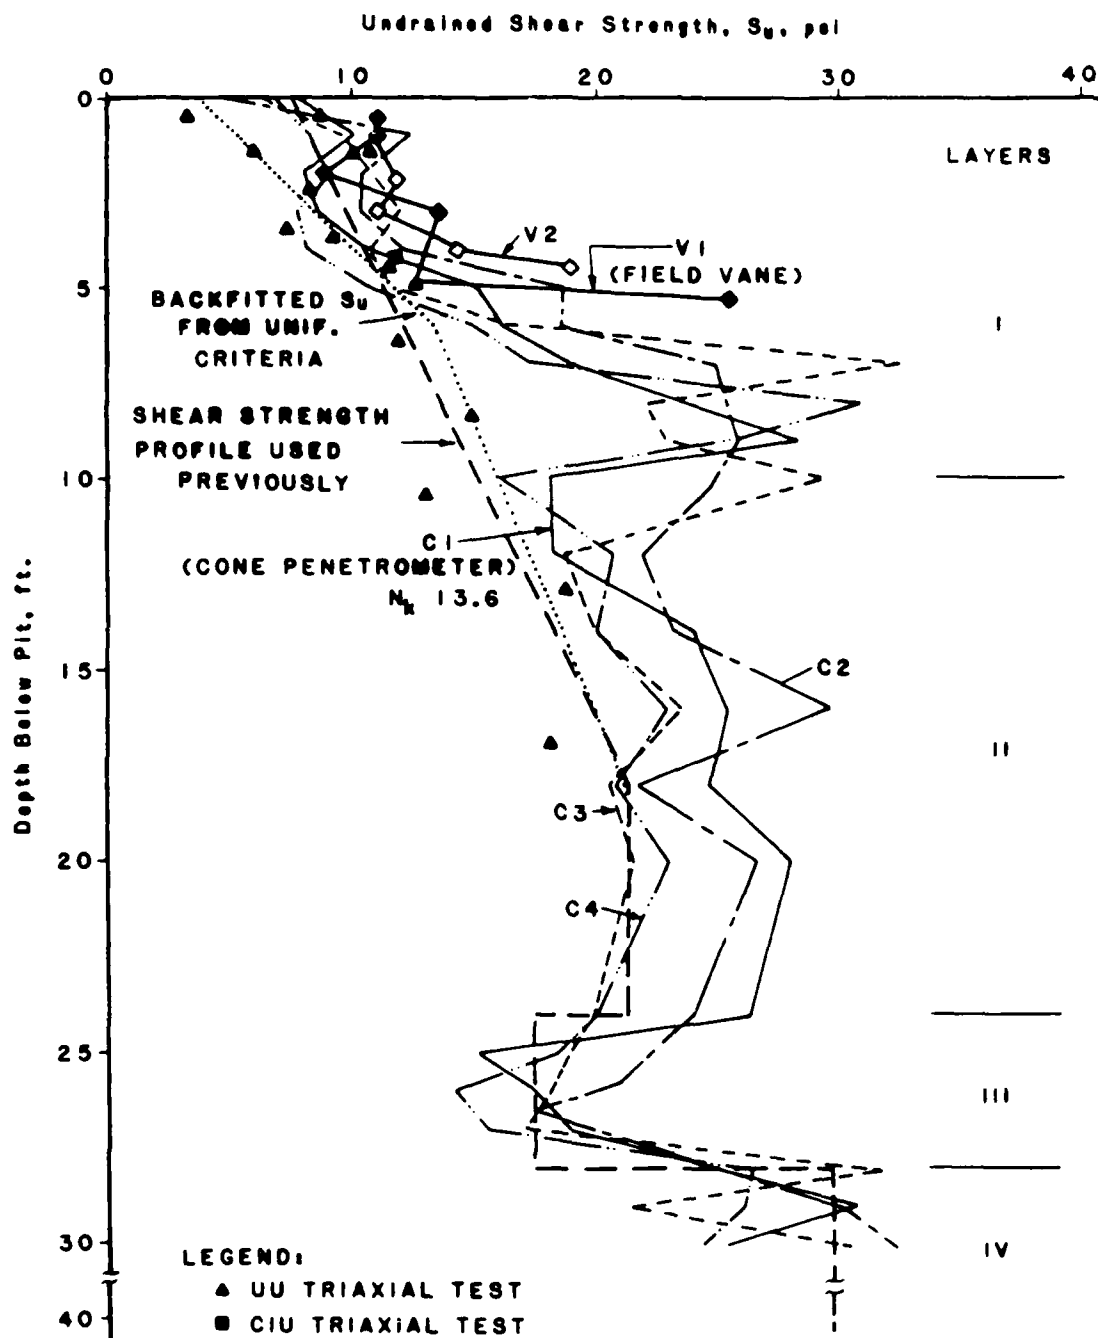 Undrained Shear Strength, Su, psi
0 10 20 30 40
0
5
10
15
20
25
30
40
Depth Below Pit, ft.
LAYERS
I
II
III
IV
V2
V1
(FIELD VANE)
BACKFITTED Su
FROM UNIF.
CRITERIA
SHEAR STRENGTH
PROFILE USED
PREVIOUSLY
C1
(CONE PENETROMETER)
Nk 13.6
C2
C3
C4
LEGEND:
▲ UU TRIAXIAL TEST
■ CIU TRIAXIAL TEST